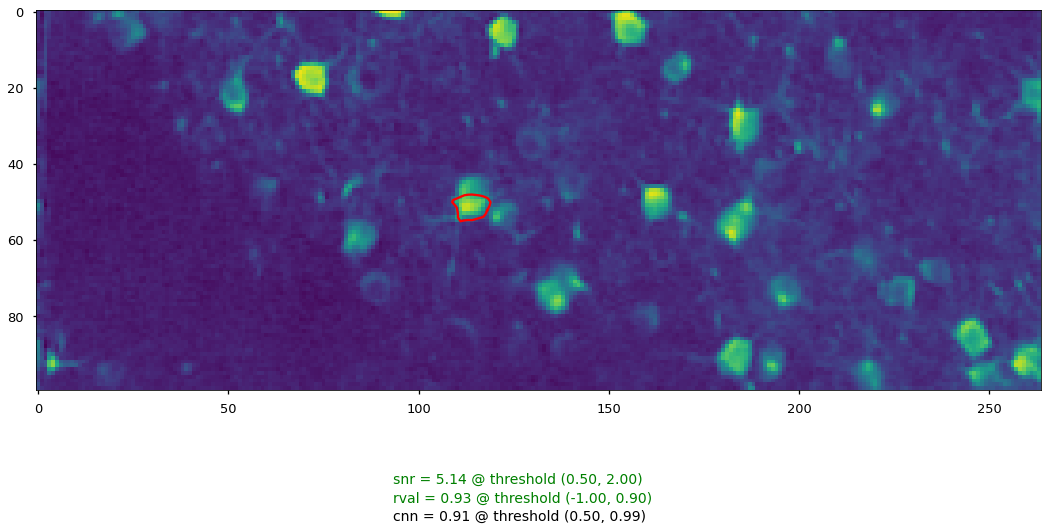 0
20
40
60
80
0 50 100 150 200 250
snr = 5.14 @ threshold (0.50, 2.00)
rval = 0.93 @ threshold (-1.00, 0.90)
cnn = 0.91 @ threshold (0.50, 0.99)